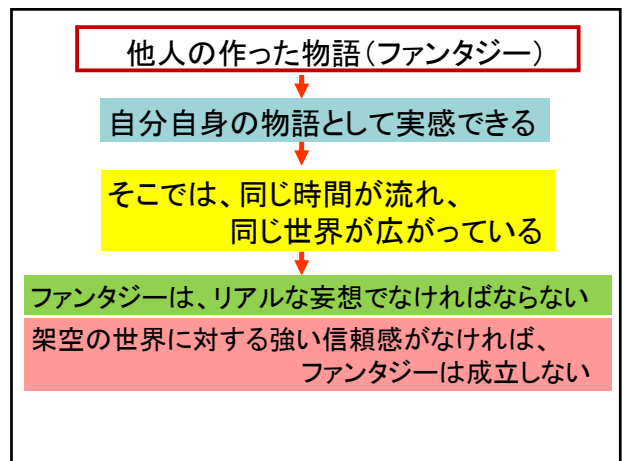 他人の作った物語(ファンタジー)
自分自身の物語として実感できる
そこでは、同じ時間が流れ、
同じ世界が広がっている
ファンタジーは、リアルな妄想でなければならない
架空の世界に対する強い信頼感がなければ、
ファンタジーは成立しない